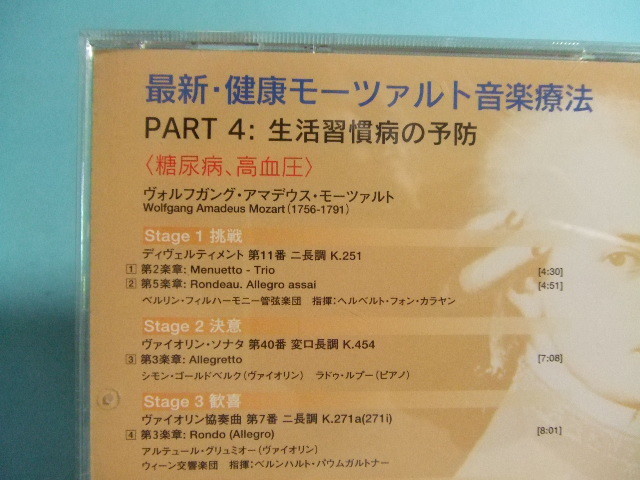 最新・健康モーツァルト音楽療法
PART 4: 生活習慣病の予防
〈糖尿病、高血圧〉
ヴォルフガング・アマデウス・モーツァルト
Wolfgang Amadeus Mozart(1756-1791)
Stage 1 挑戦
ディヴェルティメント 第11番 ニ長調 K.251
1 第2楽章: Menuetto - Trio [4:30]
2 第5楽章: Rondeau. Allegro assai [4:51]
ベルリン・フィルハーモニー管弦楽団 指揮:ヘルベルト・フォン・カラヤン
Stage 2 決意
ヴァイオリン・ソナタ 第40番 変ロ長調 K.454
3 第3楽章: Allegretto [7:08]
シモン・ゴールドベルク(ヴァイオリン) ラドゥ・ルプー(ピアノ)
Stage 3 歓喜
ヴァイオリン協奏曲 第7番 ニ長調 K.271a(271i)
4 第3楽章: Rondo (Allegro) [8:01]
アルテュール・グリュミオー(ヴァイオリン)
ウィーン交響楽団 指揮:ベルンハルト・パウムガルトナー